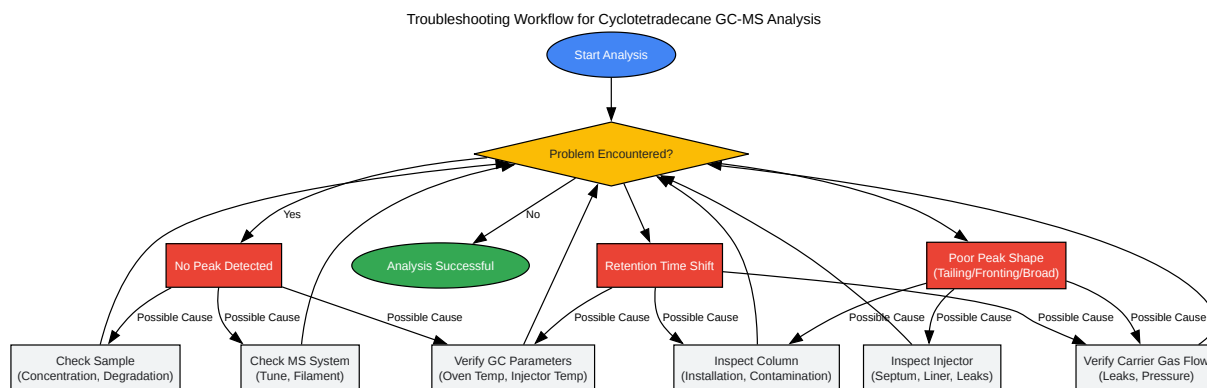 Troubleshooting Workflow for Cyclotetradecane GC-MS Analysis
Start Analysis
Problem Encountered?
Yes
No
No Peak Detected
Analysis Successful
Retention Time Shift
Poor Peak Shape
(Tailing/Fronting/Broad)
Possible Cause
Possible Cause
Possible Cause
Possible Cause
Possible Cause
Possible Cause
Possible Cause
Possible Cause
Possible Cause
Check Sample
(Concentration, Degradation)
Check MS System
(Tune, Filament)
Verify GC Parameters
(Oven Temp, Injector Temp)
Inspect Column
(Installation, Contamination)
Inspect Injector
(Septum, Liner, Leaks)
Verify Carrier Gas Flow
(Leaks, Pressure)